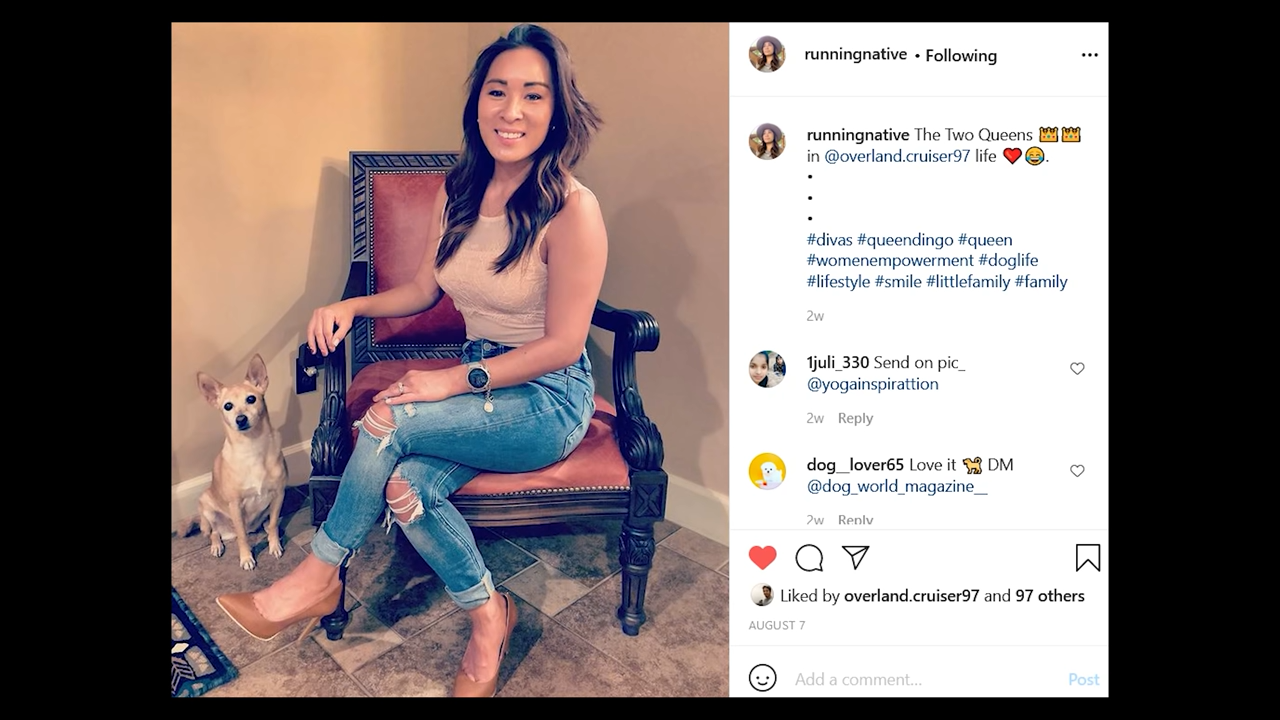 runningnative • Following
runningnative The Two Queens 👑👑
in @overland.cruiser97 life ❤️😂.
•
•
•
#divas #queendingo #queen
#womenempowerment #doglife
#lifestyle #smile #littlefamily #family
2w
1juli_330 Send on pic_
@yogainspirattion
2w Reply
dog__lover65 Love it 🐕 DM
@dog_world_magazine__
2w Reply
Liked by overland.cruiser97 and 97 others
AUGUST 7
Add a comment... Post